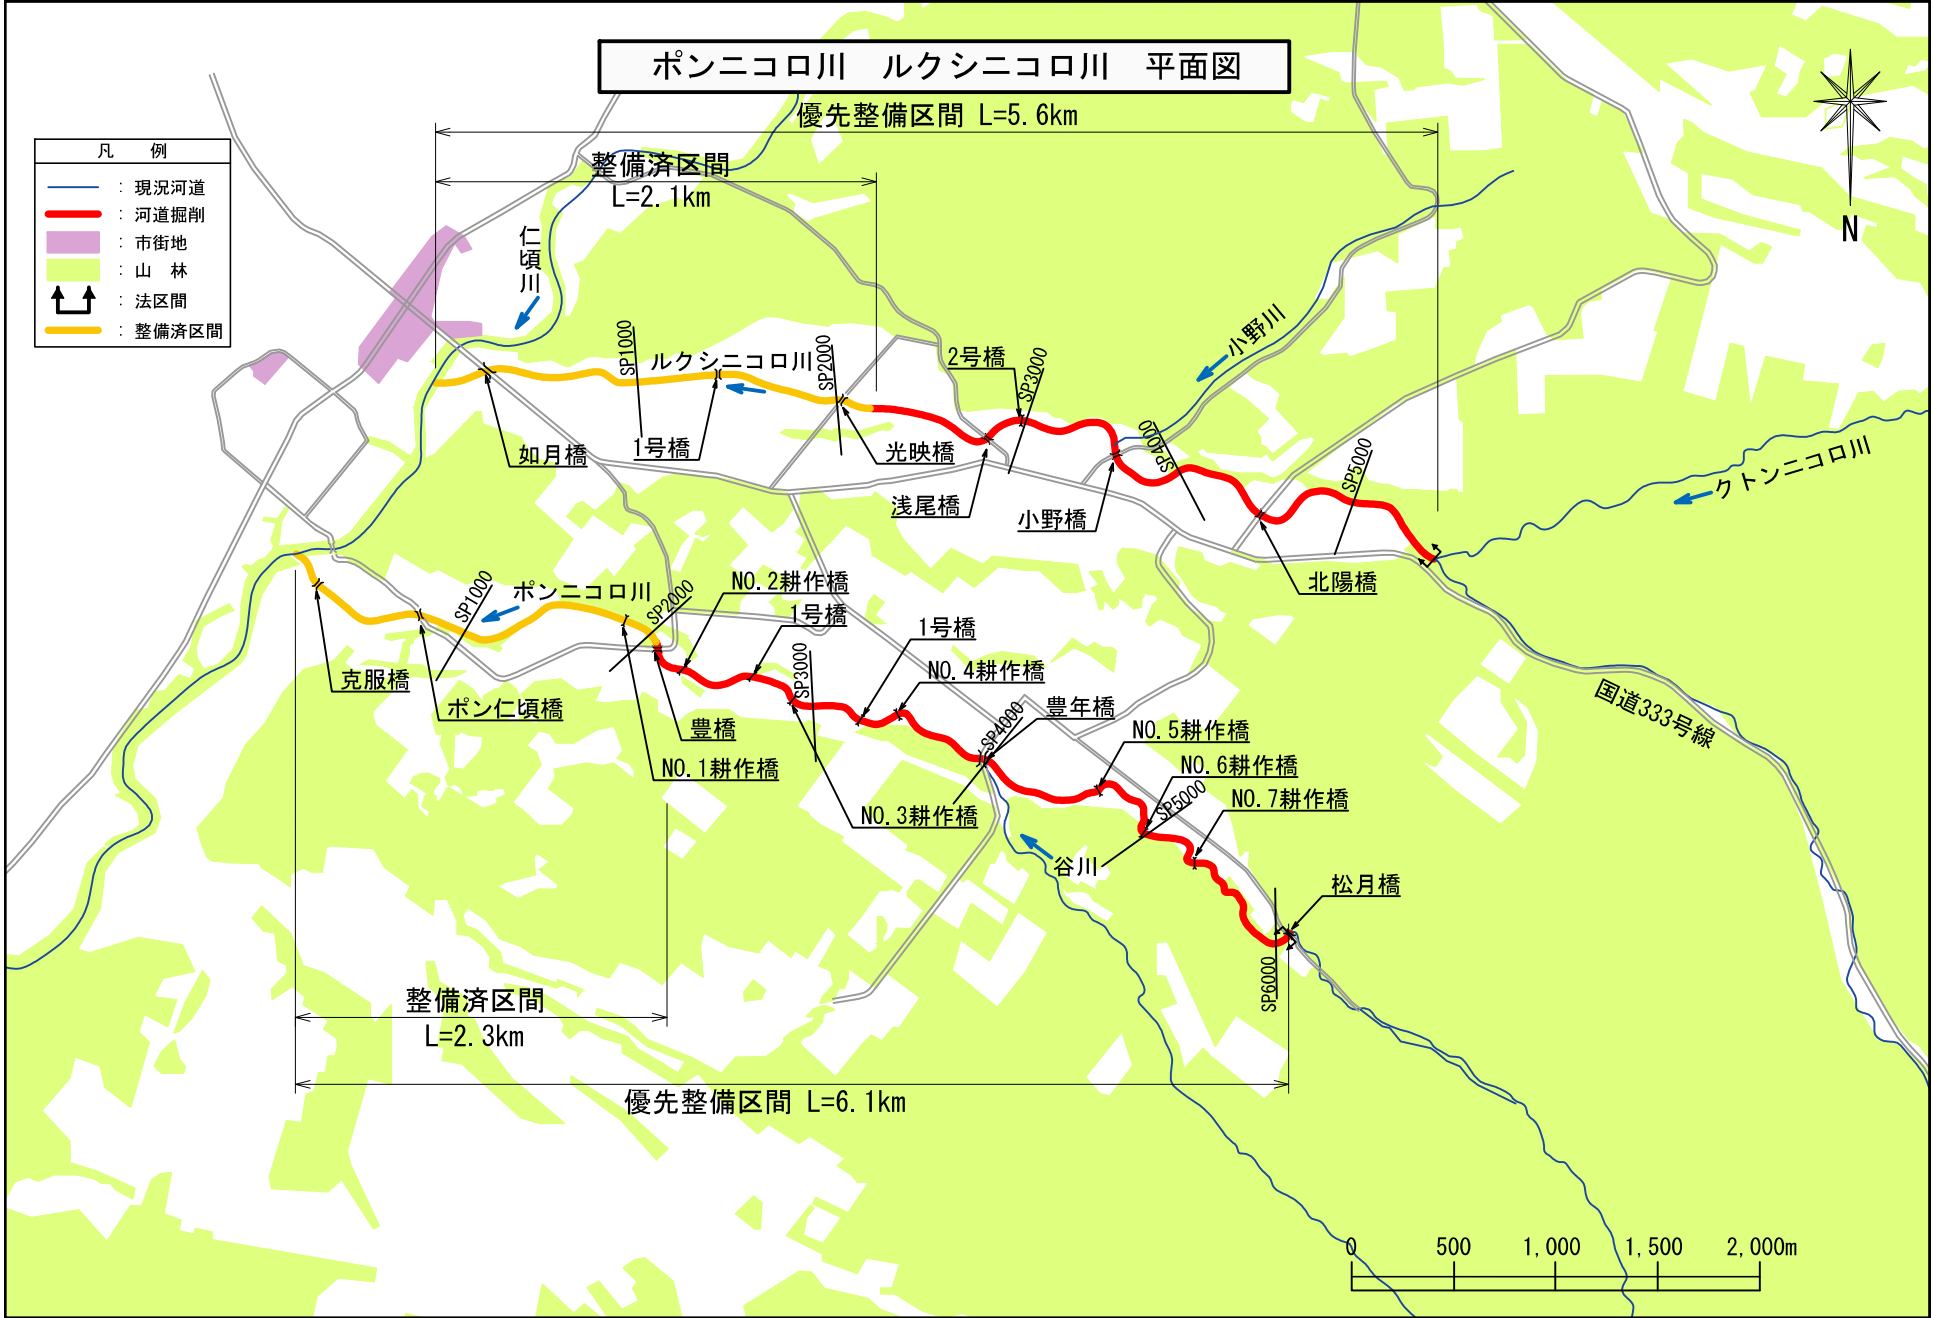 ポンニコロ川　ルクシニコロ川　平面図
優先整備区間 L=5.6km
整備済区間
L=2.1km
凡　例
：現況河道
：河道掘削
：市街地
：山　林
：法区間
：整備済区間
N
仁頃川
小野川
SP1000
ルクシニコロ川
SP2000
2号橋
SP3000
SP4000
SP5000
クトンニコロ川
如月橋
1号橋
光映橋
浅尾橋
小野橋
北陽橋
国道333号線
SP1000
ポンニコロ川
SP2000
NO.2耕作橋
1号橋
SP3000
1号橋
NO.4耕作橋
SP4000
豊年橋
NO.5耕作橋
NO.6耕作橋
SP5000
NO.7耕作橋
克服橋
ポン仁頃橋
豊橋
NO.1耕作橋
NO.3耕作橋
谷川
松月橋
SP6000
整備済区間
L=2.3km
優先整備区間 L=6.1km
0 500 1,000 1,500 2,000m